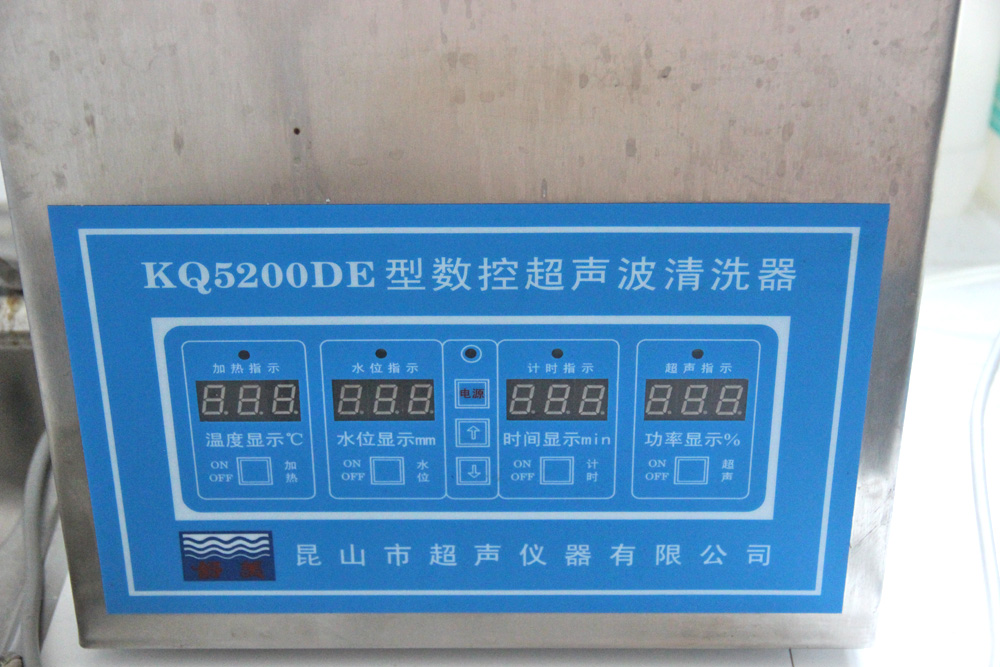 KQ5200DE型数控超声波清洗器
加热指示
水位指示
计时指示
超声指示
电源
温度显示℃
水位显示mm
时间显示min
功率显示%
ON
OFF
加热
ON
OFF
水位
ON
OFF
计时
ON
OFF
超声
昆山市超声仪器有限公司